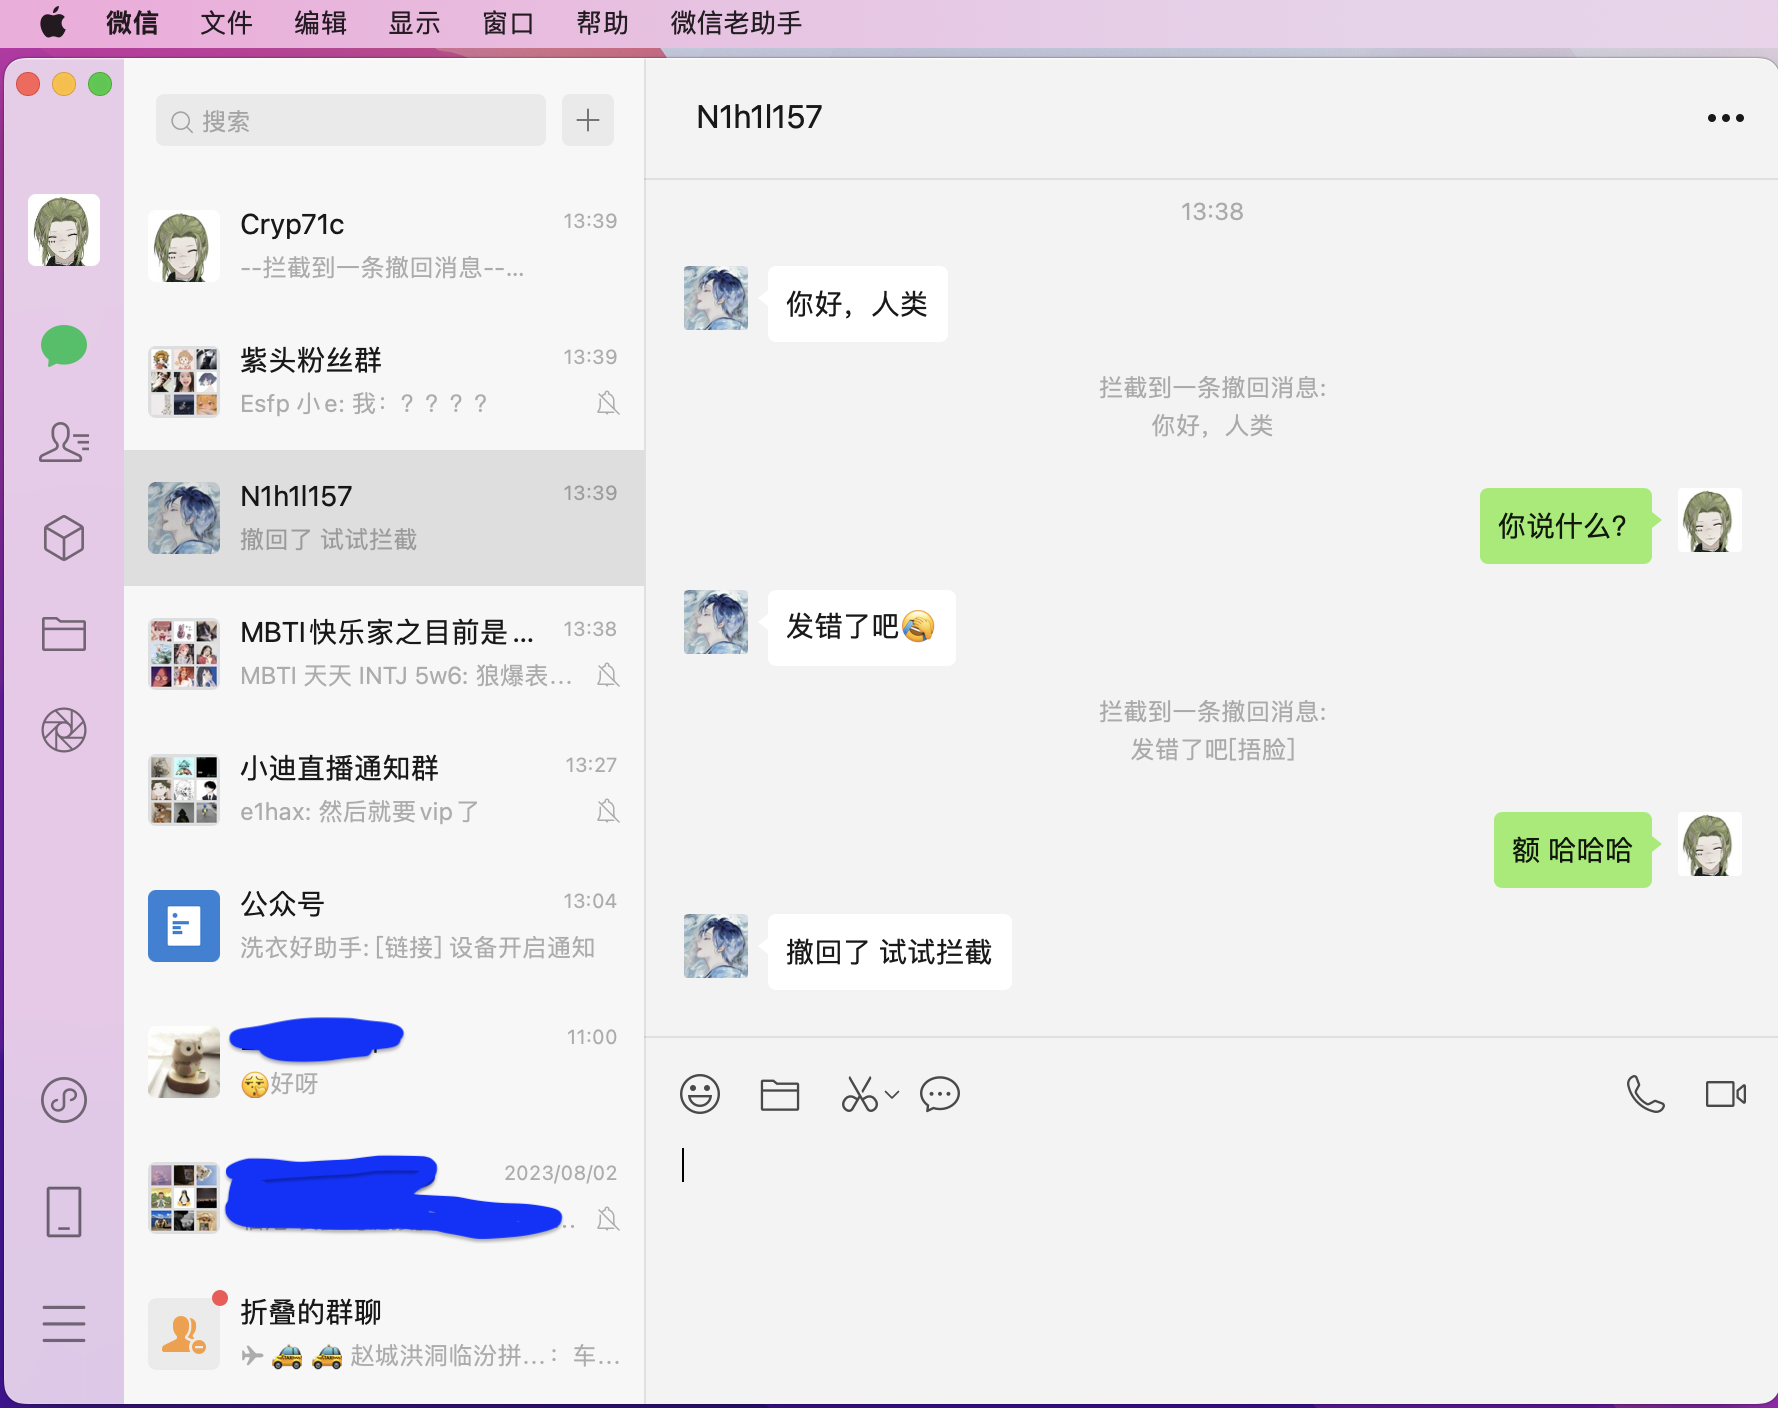 微信 文件 编辑 显示 窗口 帮助 微信老助手
搜索
Cryp71c 13:39
--拦截到一条撤回消息--...
紫头粉丝群 13:39
Esfp 小e: 我：？？？？
N1h1l157 13:39
撤回了 试试拦截
MBTI快乐家之目前是... 13:38
MBTI 天天 INTJ 5w6: 狼爆表...
小迪直播通知群 13:27
e1hax: 然后就要vip了
公众号 13:04
洗衣好助手: [链接] 设备开启通知
11:00
好呀
2023/08/02
折叠的群聊
赵城洪洞临汾拼...：车...
N1h1l157
13:38
你好，人类
拦截到一条撤回消息:
你好，人类
你说什么?
发错了吧
拦截到一条撤回消息:
发错了吧[捂脸]
额 哈哈哈
撤回了 试试拦截